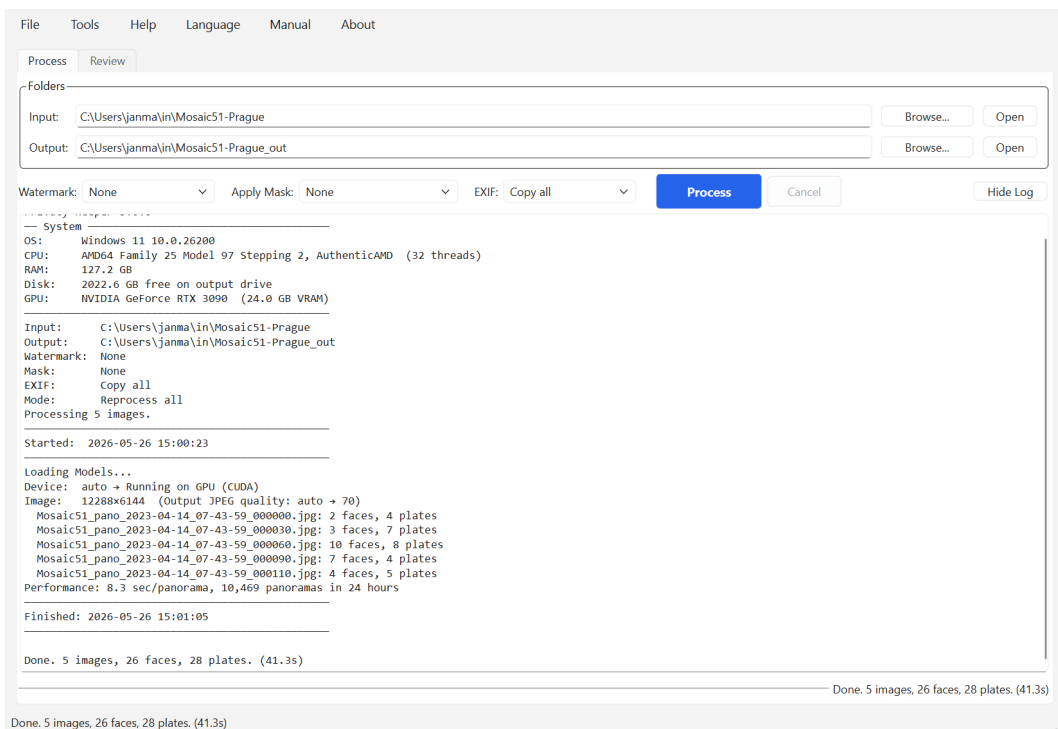 File Tools Help Language Manual About
Process Review
Folders
Input: C:\Users\janma\in\Mosaic51-Prague Browse... Open
Output: C:\Users\janma\in\Mosaic51-Prague_out Browse... Open
Watermark: None Apply Mask: None EXIF: Copy all Process Cancel Hide Log
— System —
OS: Windows 11 10.0.26200
CPU: AMD64 Family 25 Model 97 Stepping 2, AuthenticAMD (32 threads)
RAM: 127.2 GB
Disk: 2022.6 GB free on output drive
GPU: NVIDIA GeForce RTX 3090 (24.0 GB VRAM)
Input: C:\Users\janma\in\Mosaic51-Prague
Output: C:\Users\janma\in\Mosaic51-Prague_out
Watermark: None
Mask: None
EXIF: Copy all
Mode: Reprocess all
Processing 5 images.
Started: 2026-05-26 15:00:23
Loading Models...
Device: auto → Running on GPU (CUDA)
Image: 12288×6144 (Output JPEG quality: auto → 70)
Mosaic51_pano_2023-04-14_07-43-59_000000.jpg: 2 faces, 4 plates
Mosaic51_pano_2023-04-14_07-43-59_000030.jpg: 3 faces, 7 plates
Mosaic51_pano_2023-04-14_07-43-59_000060.jpg: 10 faces, 8 plates
Mosaic51_pano_2023-04-14_07-43-59_000090.jpg: 7 faces, 4 plates
Mosaic51_pano_2023-04-14_07-43-59_000110.jpg: 4 faces, 5 plates
Performance: 8.3 sec/panorama, 10,469 panoramas in 24 hours
Finished: 2026-05-26 15:01:05
Done. 5 images, 26 faces, 28 plates. (41.3s)
Done. 5 images, 26 faces, 28 plates. (41.3s)
Done. 5 images, 26 faces, 28 plates. (41.3s)